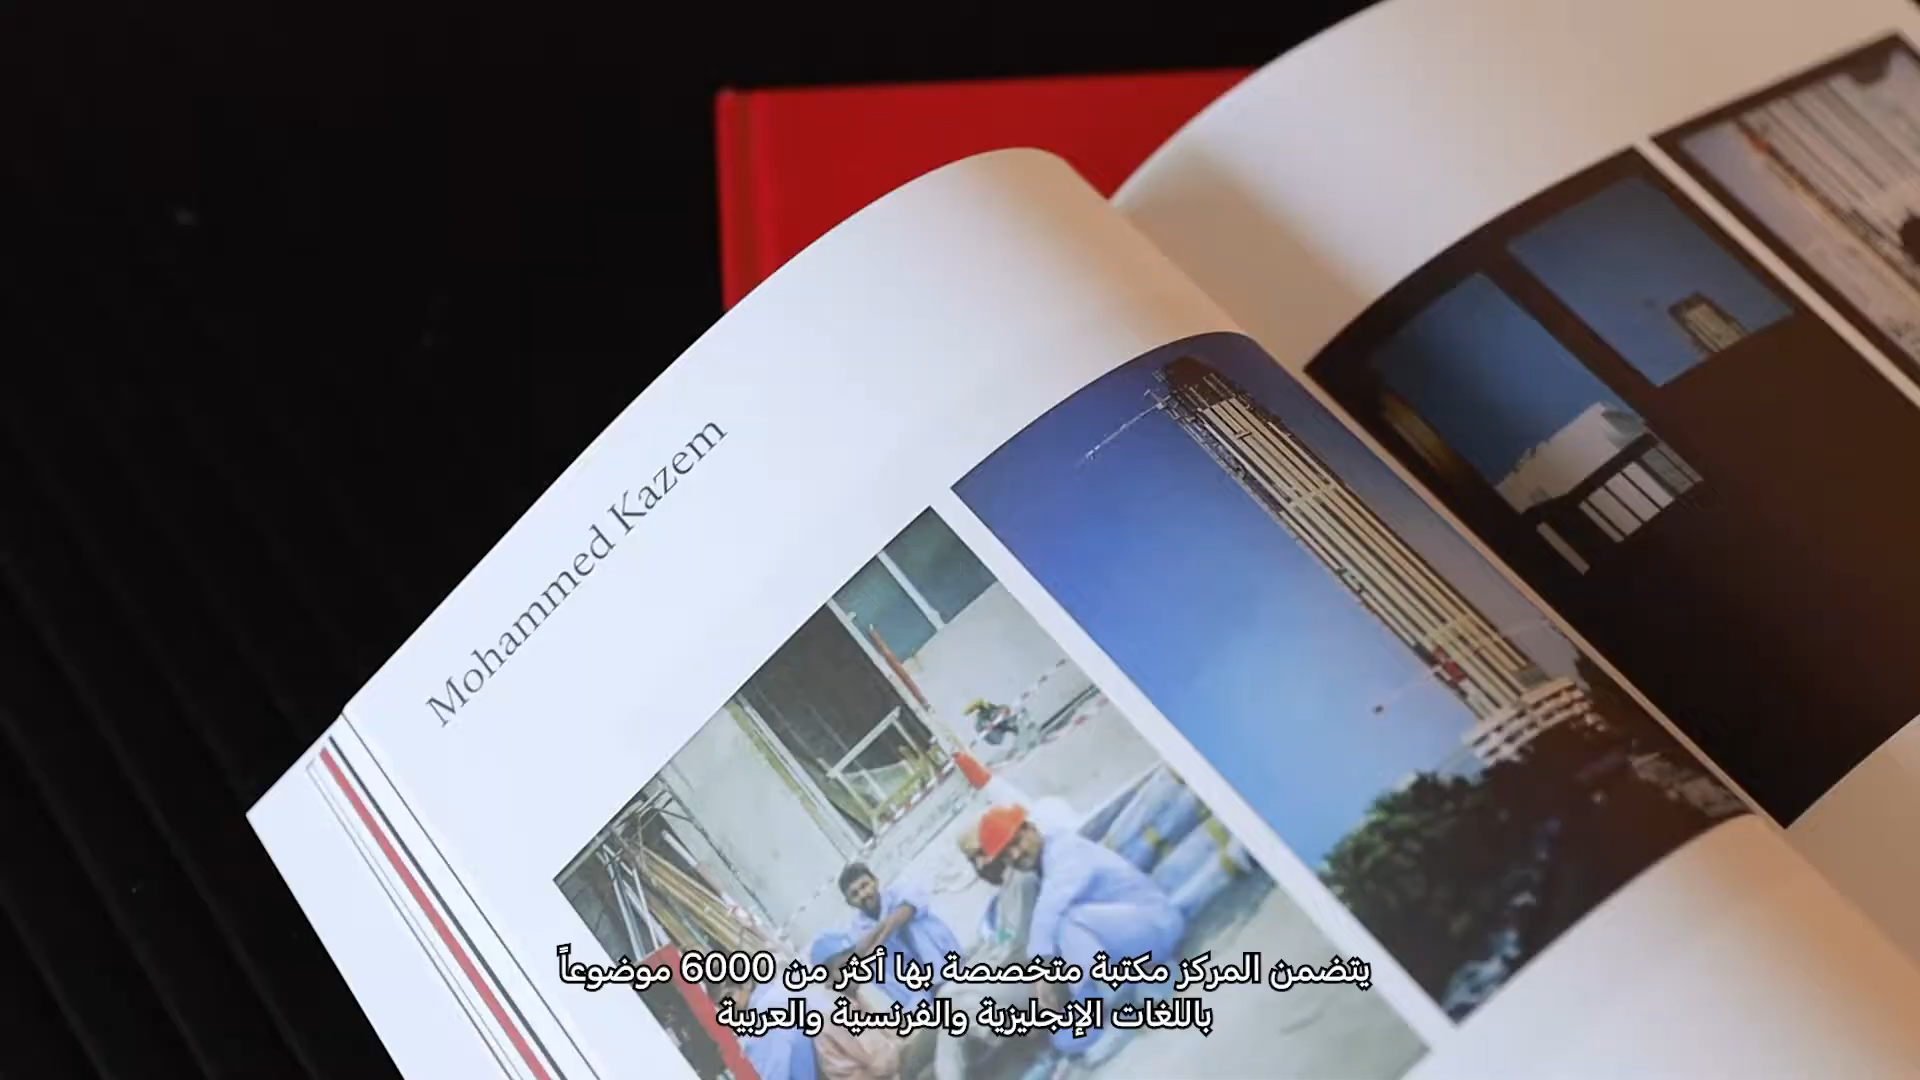 Mohammed Kazem
يتضمن المركز مكتبة متخصصة بها أكثر من 6000 موضوعاً
باللغات الإنجليزية والفرنسية والعربية